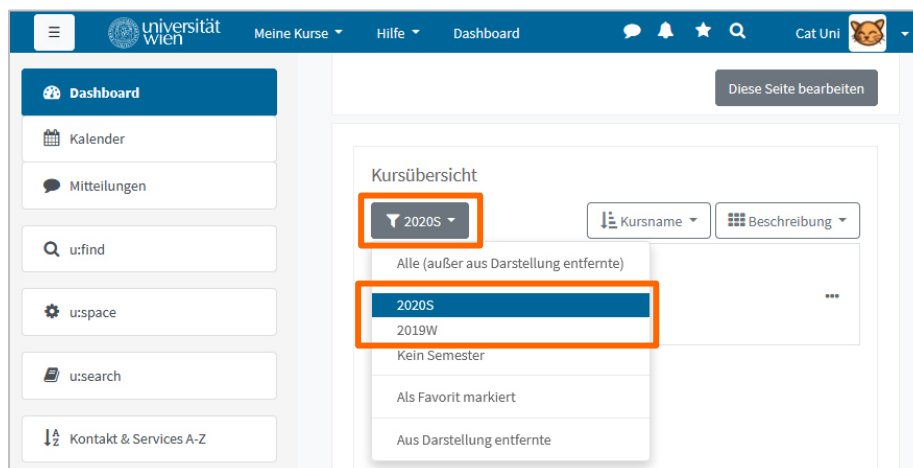 universität
wien
Meine Kurse
Hilfe
Dashboard
Cat Uni
Dashboard
Kalender
Mitteilungen
u:find
u:space
u:search
Kontakt & Services A-Z
Diese Seite bearbeiten
Kursübersicht
2020S
Kursname
Beschreibung
Alle (außer aus Darstellung entfernte)
2020S
2019W
Kein Semester
Als Favorit markiert
Aus Darstellung entfernte